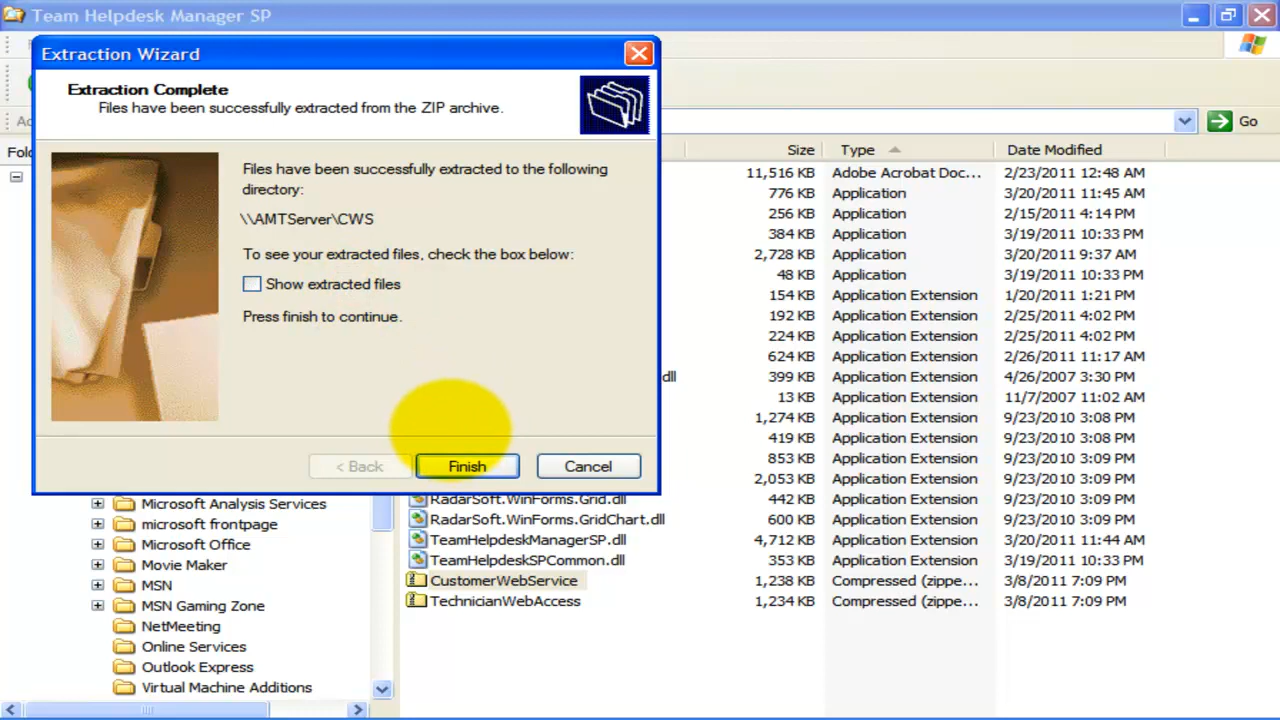 Team Helpdesk Manager SP
Extraction Wizard
Extraction Complete
Files have been successfully extracted from the ZIP archive.
Go
Size Type Date Modified
Files have been successfully extracted to the following
directory:
\\AMTServer\CWS
To see your extracted files, check the box below:
Show extracted files
Press finish to continue.
< Back Finish Cancel
11,516 KB Adobe Acrobat Doc... 2/23/2011 12:48 AM
776 KB Application 3/20/2011 11:45 AM
256 KB Application 2/15/2011 4:14 PM
384 KB Application 3/19/2011 10:33 PM
2,728 KB Application 3/20/2011 9:37 AM
48 KB Application 3/19/2011 10:33 PM
154 KB Application Extension 1/20/2011 1:21 PM
192 KB Application Extension 2/25/2011 4:02 PM
224 KB Application Extension 2/25/2011 4:02 PM
624 KB Application Extension 2/26/2011 11:17 AM
dll 399 KB Application Extension 4/26/2007 3:30 PM
13 KB Application Extension 11/7/2007 11:02 AM
1,274 KB Application Extension 9/23/2010 3:08 PM
419 KB Application Extension 9/23/2010 3:08 PM
853 KB Application Extension 9/23/2010 3:09 PM
2,053 KB Application Extension 9/23/2010 3:09 PM
RadarSoft.WinForms.Grid.dll 442 KB Application Extension 9/23/2010 3:09 PM
RadarSoft.WinForms.GridChart.dll 600 KB Application Extension 9/23/2010 3:09 PM
TeamHelpdeskManagerSP.dll 4,712 KB Application Extension 3/20/2011 11:44 AM
TeamHelpdeskSPCommon.dll 353 KB Application Extension 3/19/2011 10:33 PM
CustomerWebService 1,238 KB Compressed (zippe... 3/8/2011 7:09 PM
TechnicianWebAccess 1,234 KB Compressed (zippe... 3/8/2011 7:09 PM
Ad
Fold
Microsoft Analysis Services
microsoft frontpage
Microsoft Office
Movie Maker
MSN
MSN Gaming Zone
NetMeeting
Online Services
Outlook Express
Virtual Machine Additions